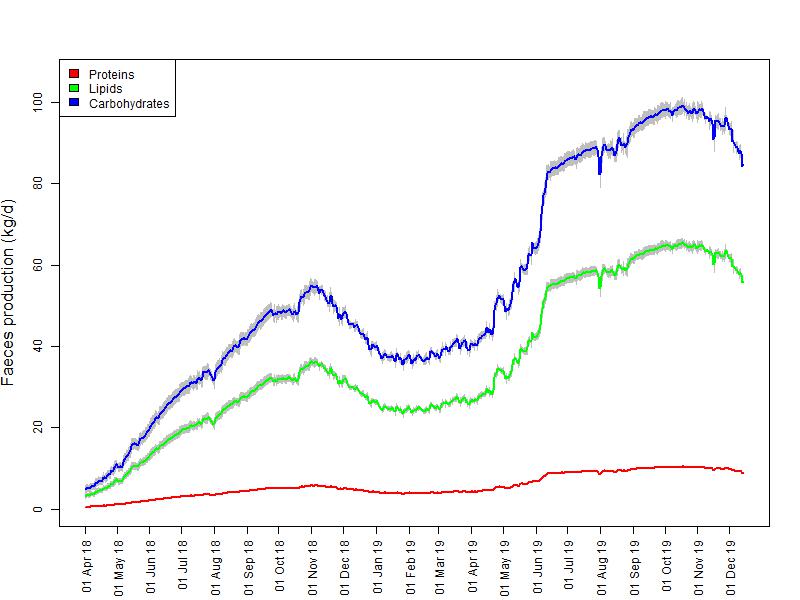 Proteins
Lipids
Carbohydrates
Faeces production (kg/d)
100
80
60
40
20
0
01 Apr 18
01 May 18
01 Jun 18
01 Jul 18
01 Aug 18
01 Sep 18
01 Oct 18
01 Nov 18
01 Dec 18
01 Jan 19
01 Feb 19
01 Mar 19
01 Apr 19
01 May 19
01 Jun 19
01 Jul 19
01 Aug 19
01 Sep 19
01 Oct 19
01 Nov 19
01 Dec 19